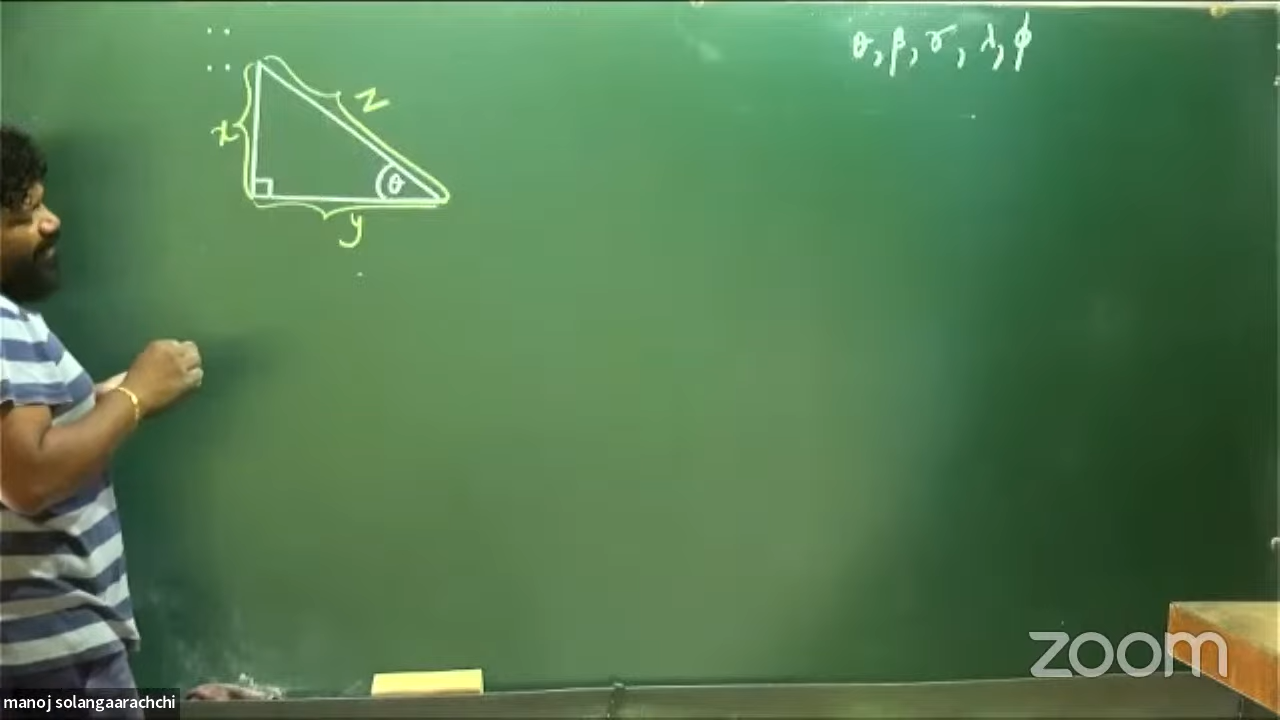 θ, β, γ, λ, φ
z
x
θ
y
zoom
manoj solangaarachchi